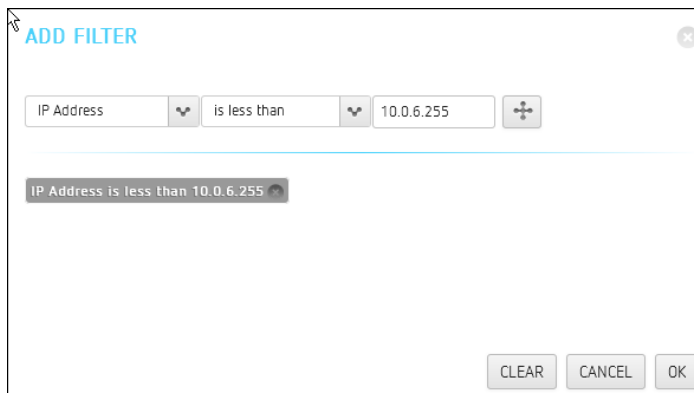 ADD FILTER
IP Address is less than 10.0.6.255
IP Address is less than 10.0.6.255
CLEAR CANCEL OK